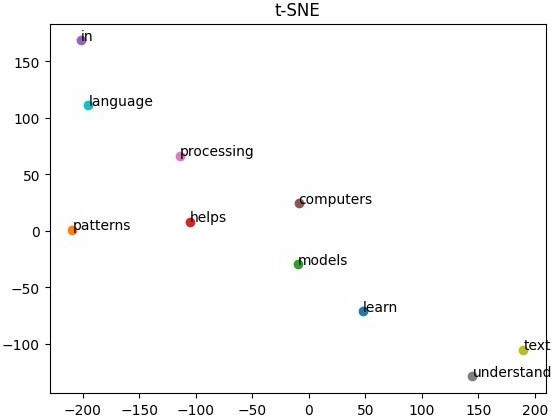 t-SNE
in
150
language
100
processing
50
computers
helps
patterns
0
models
−50
learn
−100
text
understand
−200 −150 −100 −50 0 50 100 150 200